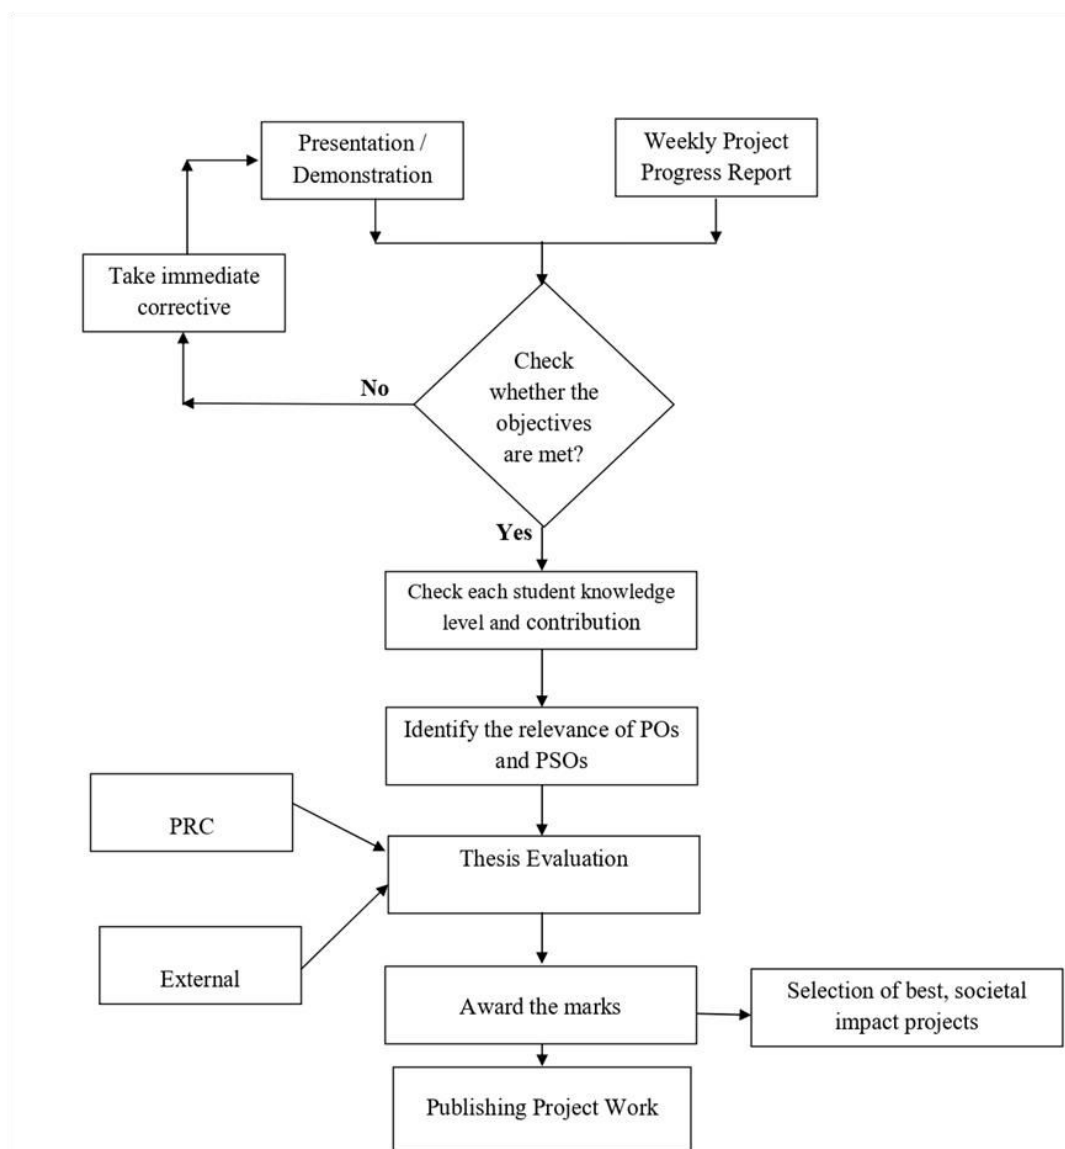 Presentation /
Demonstration
Weekly Project
Progress Report
Take immediate
corrective
No
Check
whether the
objectives
are met?
Yes
Check each student knowledge
level and contribution
Identify the relevance of POs
and PSOs
PRC
Thesis Evaluation
External
Award the marks
Selection of best, societal
impact projects
Publishing Project Work